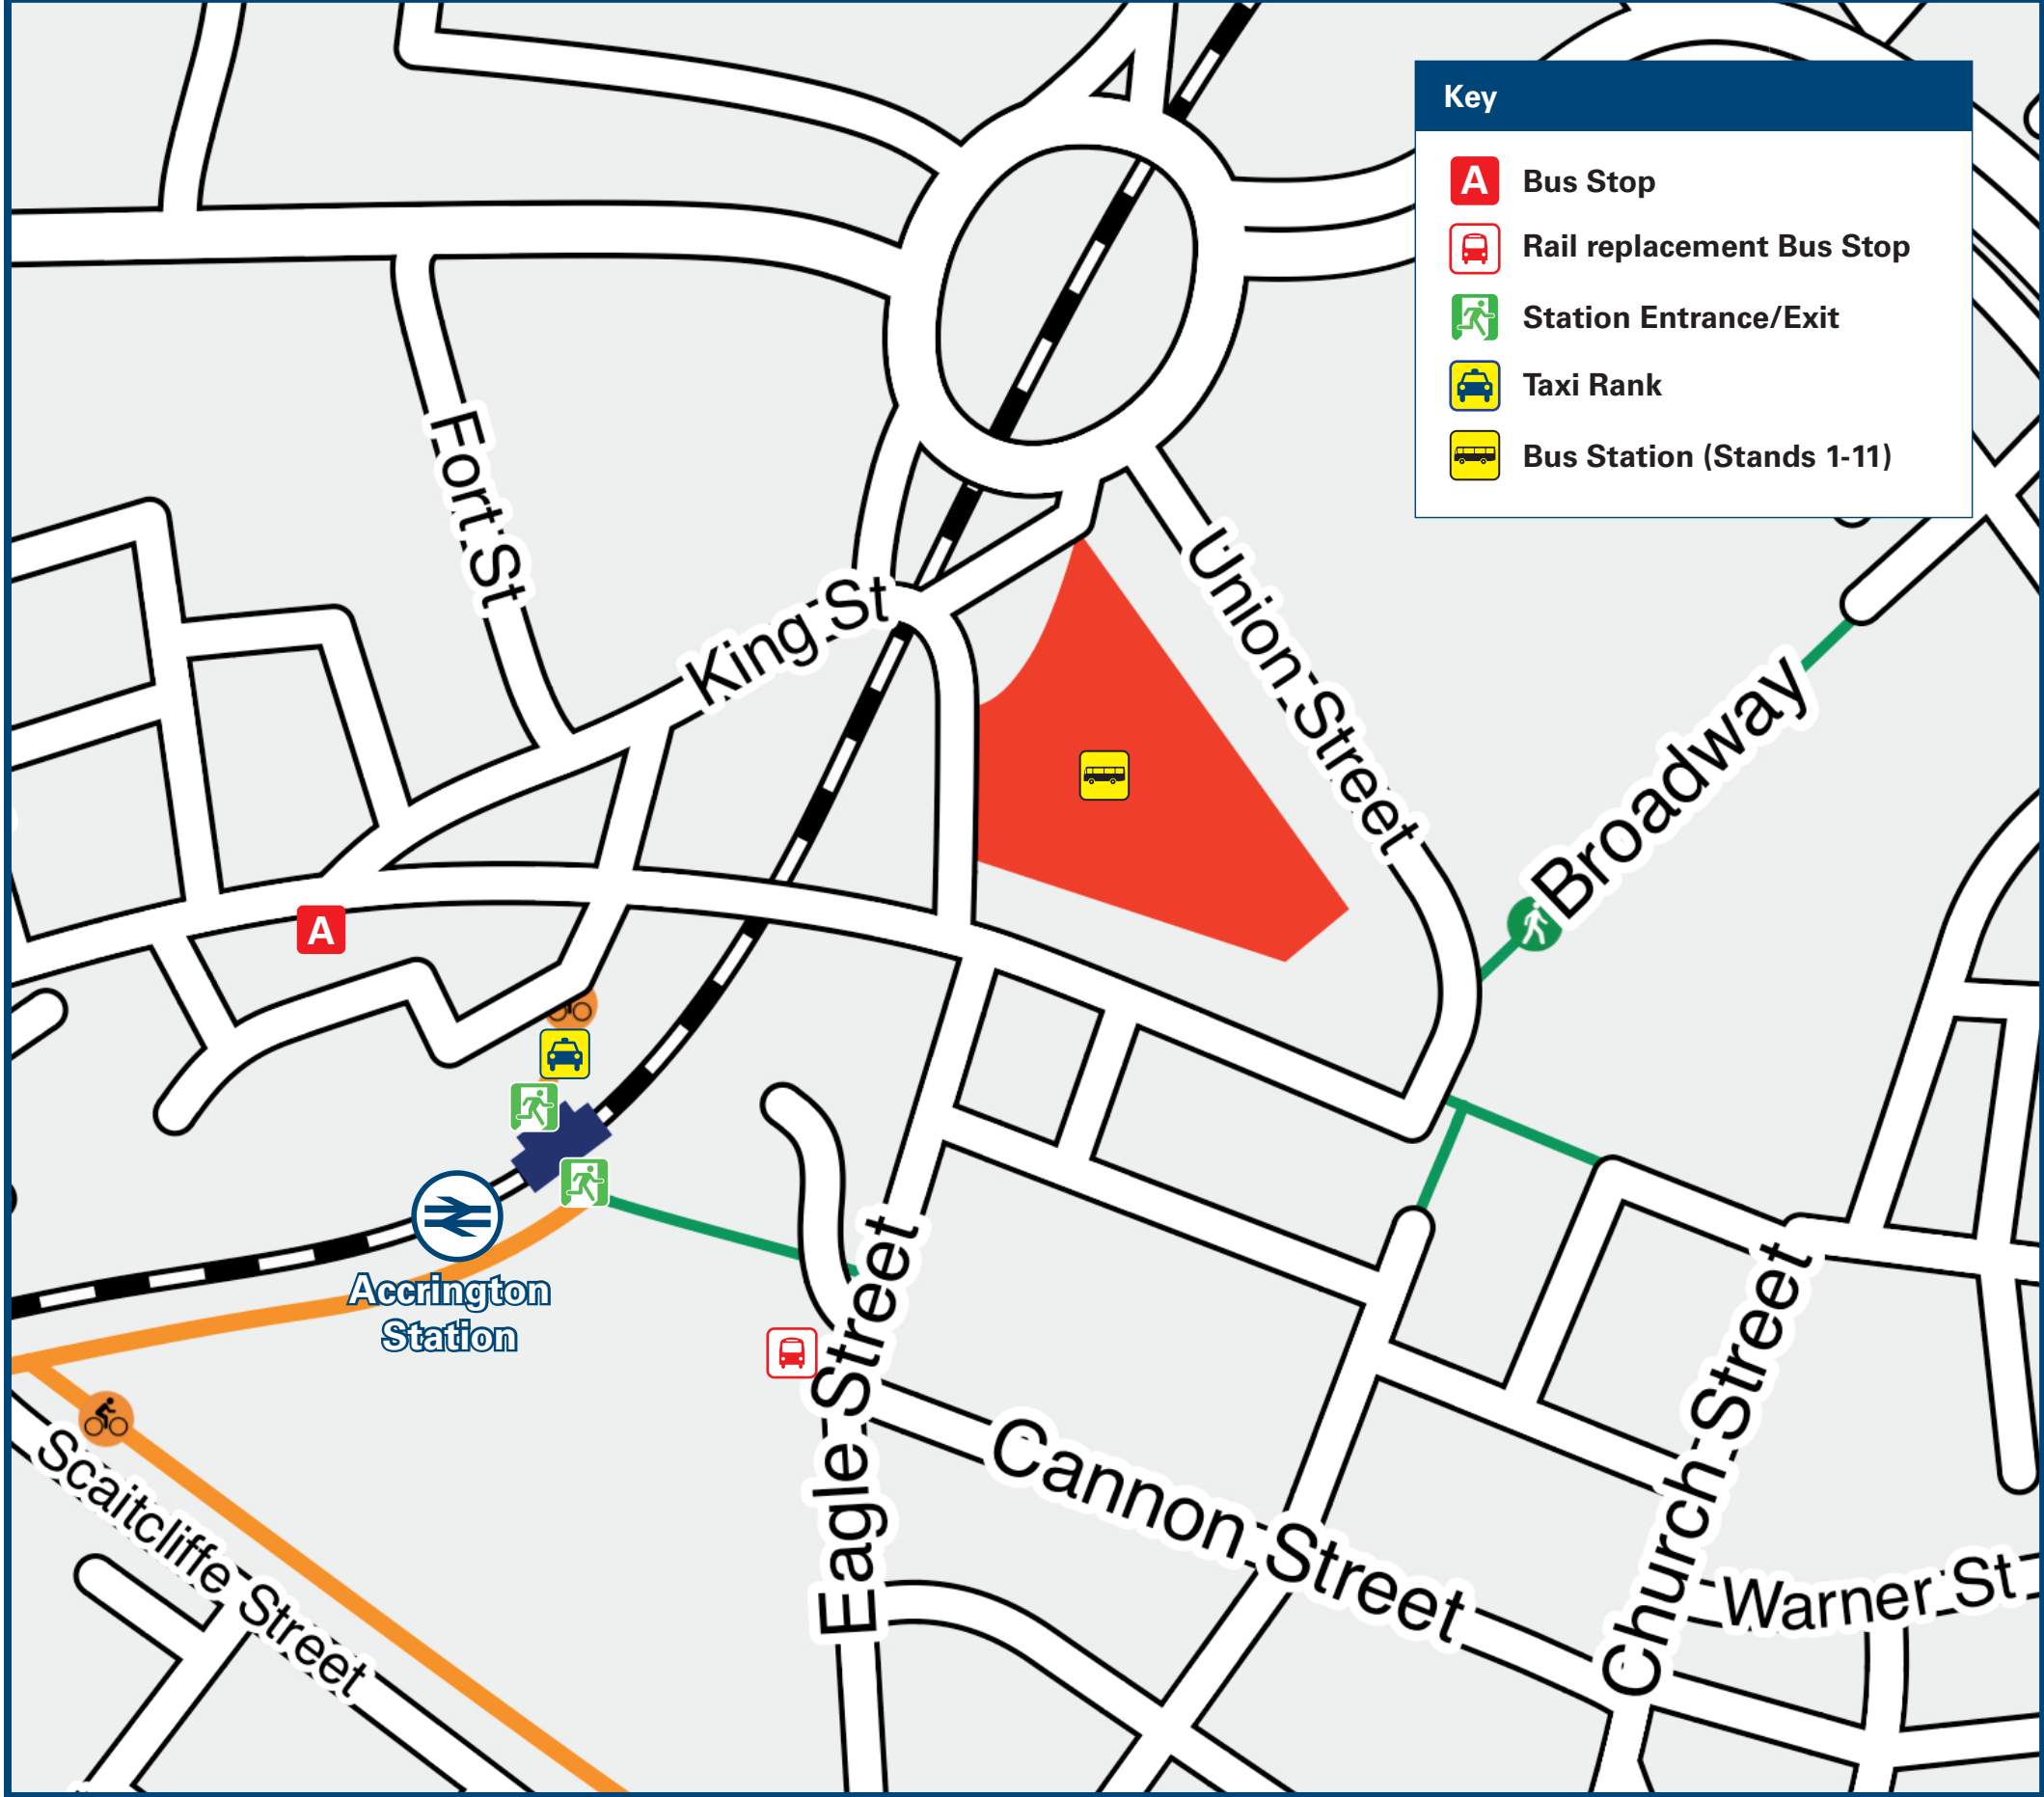 Key
A Bus Stop
Rail replacement Bus Stop
Station Entrance/Exit
Taxi Rank
Bus Station (Stands 1-11)
Fort St
King St
Union Street
Broadway
A
Accrington
Station
Eagle Street
Cannon Street
Church Street
Warner St
Scaitcliffe Street